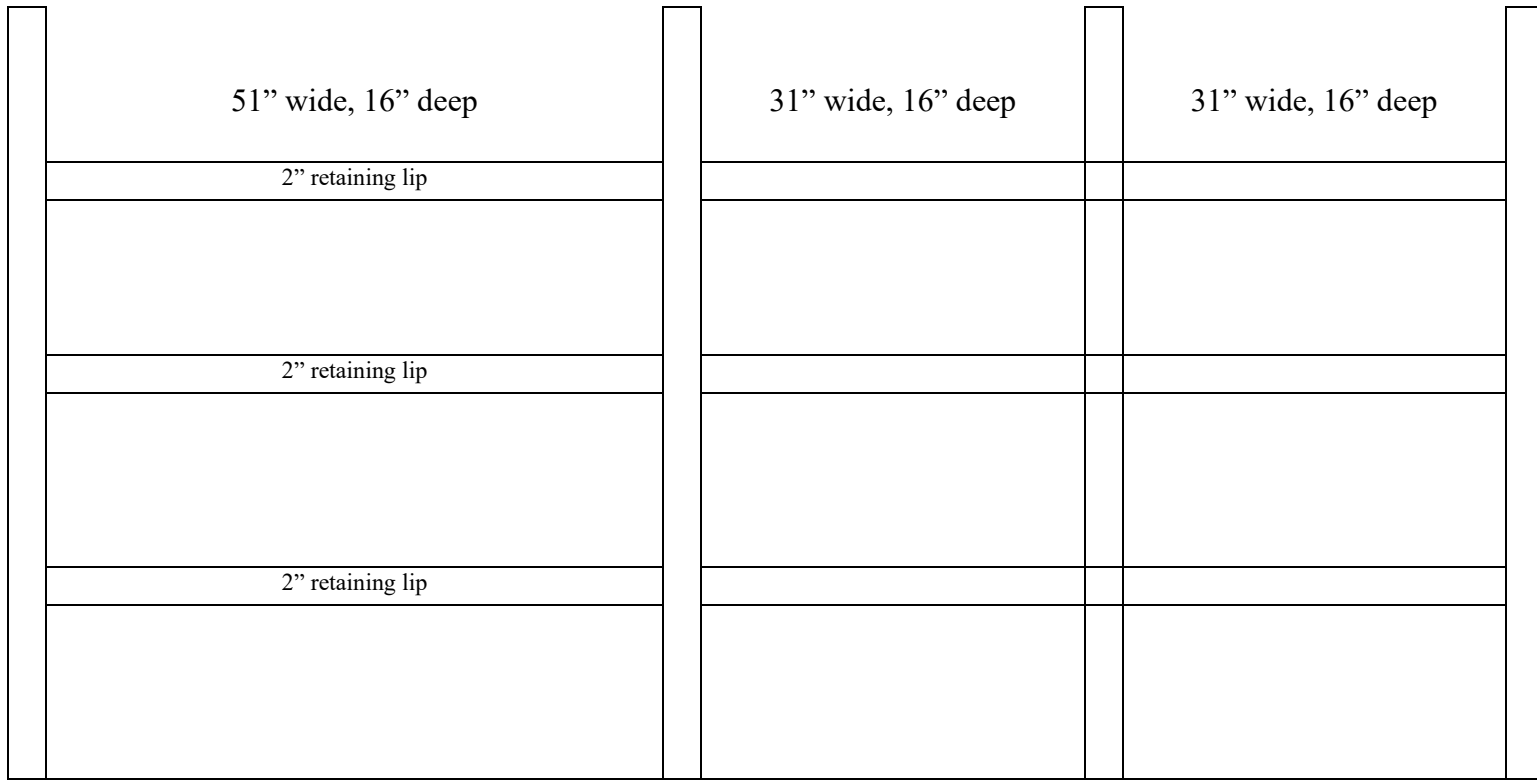 51” wide, 16” deep
31” wide, 16” deep
31” wide, 16” deep
2” retaining lip
2” retaining lip
2” retaining lip